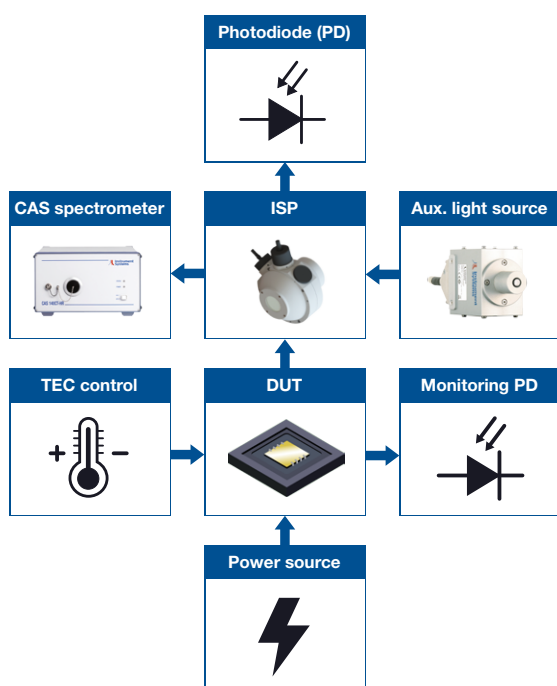 Photodiode (PD)
CAS spectrometer
ISP
Aux. light source
TEC control
DUT
Monitoring PD
+
–
Power source